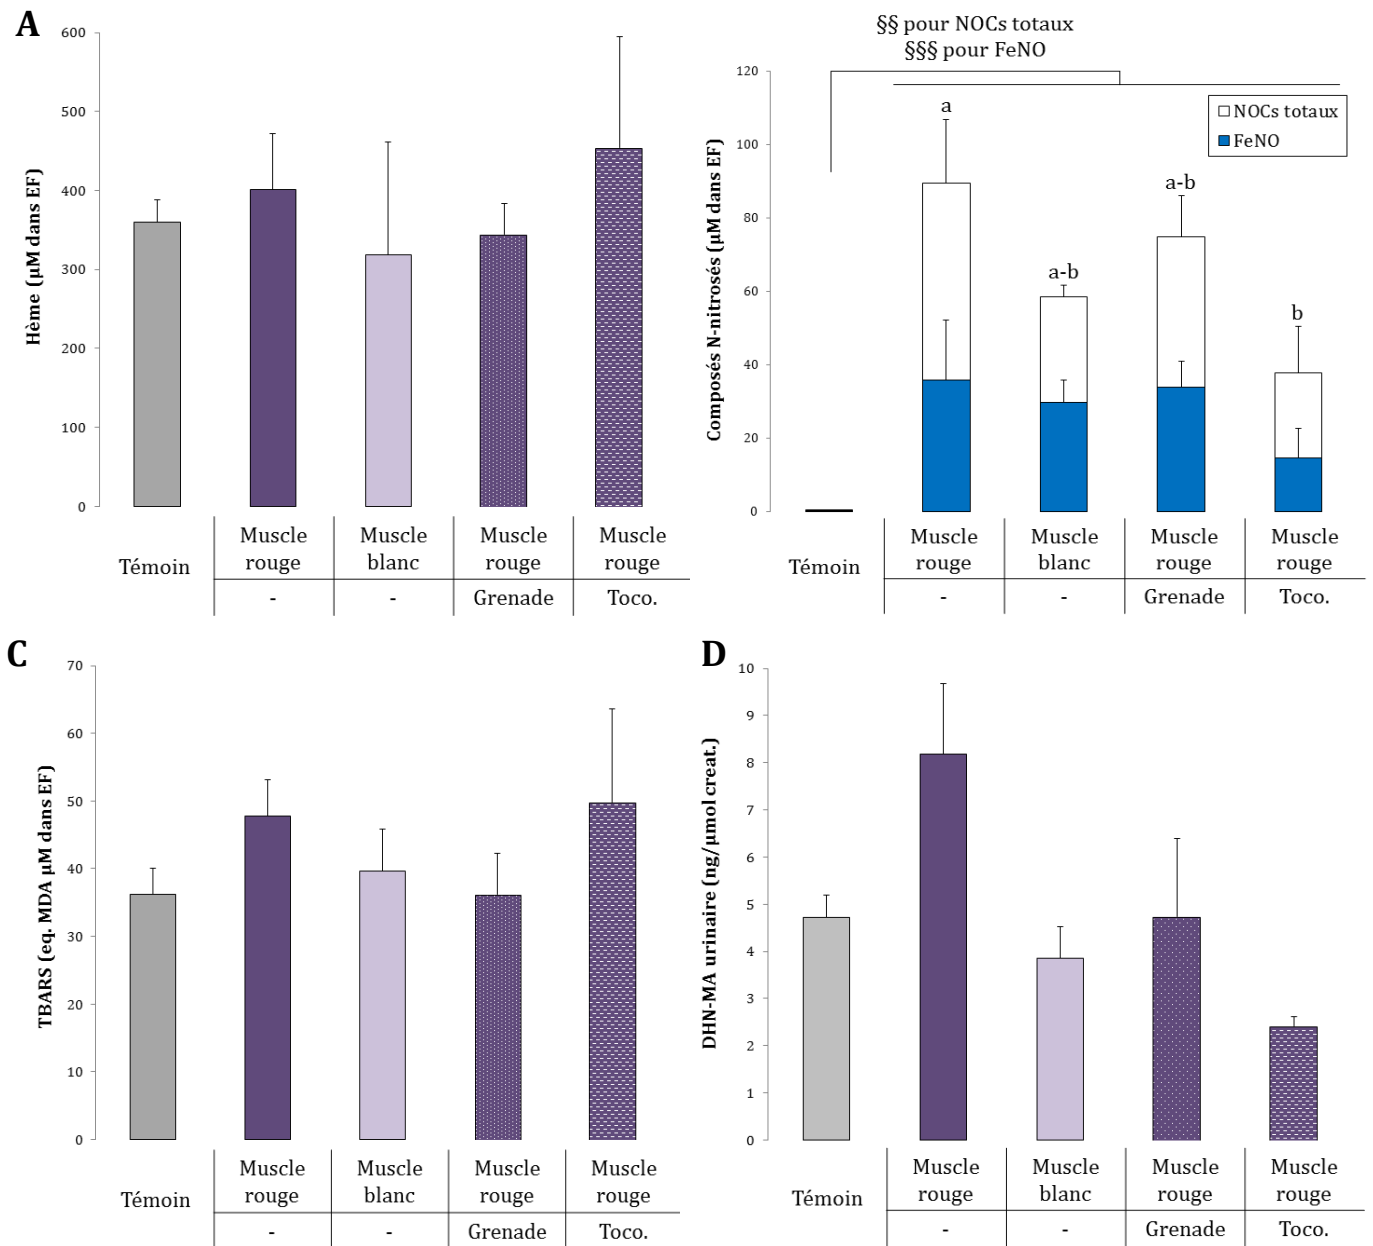 A
Hème (µM dans EF)
600
500
400
300
200
100
0
Témoin
Muscle rouge
Muscle blanc
Muscle rouge
Muscle rouge
-
-
Grenade
Toco.
§§ pour NOCs totaux
§§§ pour FeNO
Composés N-nitrosés (µM dans EF)
120
100
80
60
40
20
0
a
a-b
a-b
b
NOCs totaux
FeNO
Témoin
Muscle rouge
Muscle blanc
Muscle rouge
Muscle rouge
-
-
Grenade
Toco.
C
TBARS (eq. MDA µM dans EF)
70
60
50
40
30
20
10
0
Témoin
Muscle rouge
Muscle blanc
Muscle rouge
Muscle rouge
-
-
Grenade
Toco.
D
DHN-MA urinaire (ng/µmol creat.)
10
9
8
7
6
5
4
3
2
1
0
Témoin
Muscle rouge
Muscle blanc
Muscle rouge
Muscle rouge
-
-
Grenade
Toco.